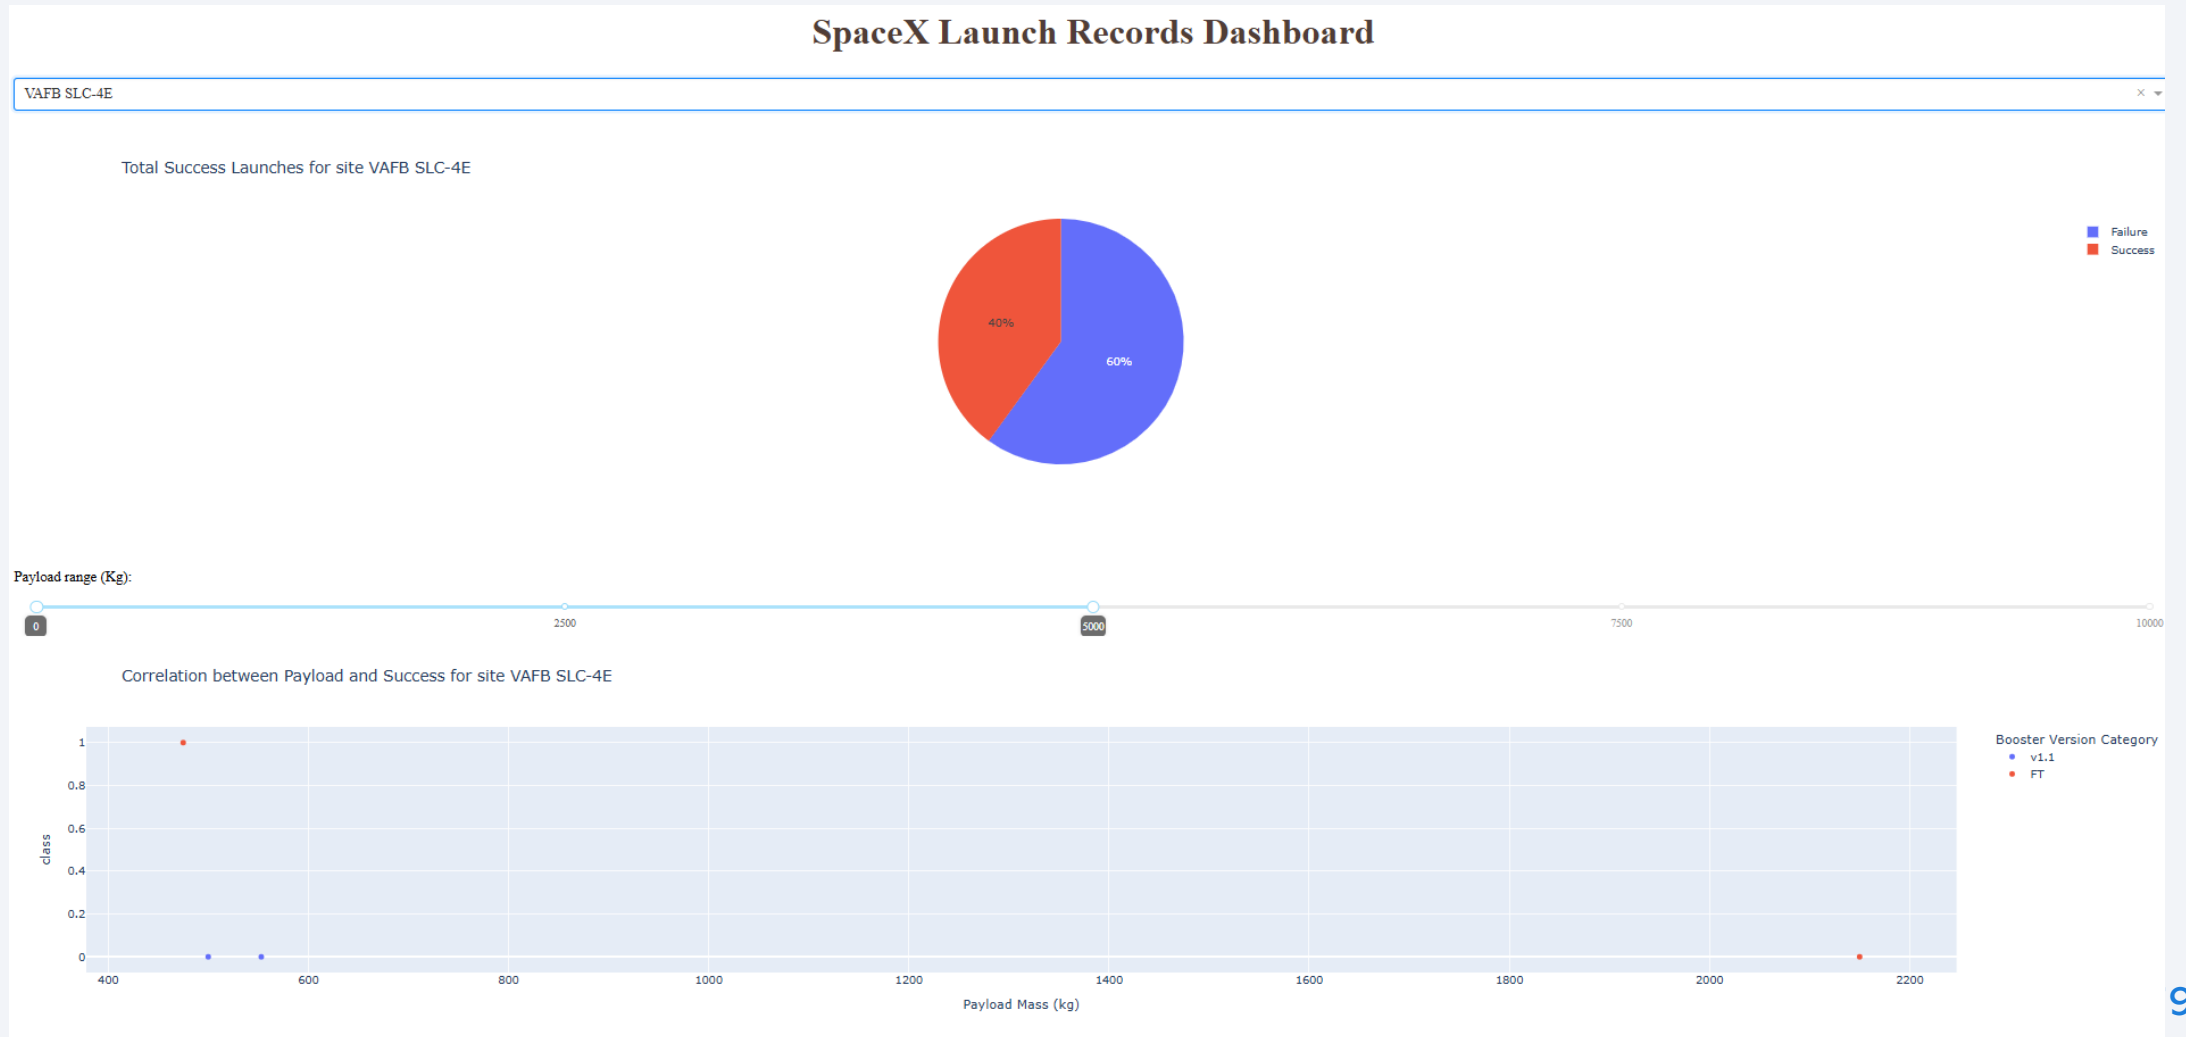 SpaceX Launch Records Dashboard
VAFB SLC-4E
× 
Total Success Launches for site VAFB SLC-4E
Failure
Success
40%
60%
Payload range (Kg):
0 2500 5000 7500 10000
Correlation between Payload and Success for site VAFB SLC-4E
Booster Version Category
v1.1
FT
1
0.8
0.6
0.4
0.2
0
class
400 600 800 1000 1200 1400 1600 1800 2000 2200
Payload Mass (kg)
9